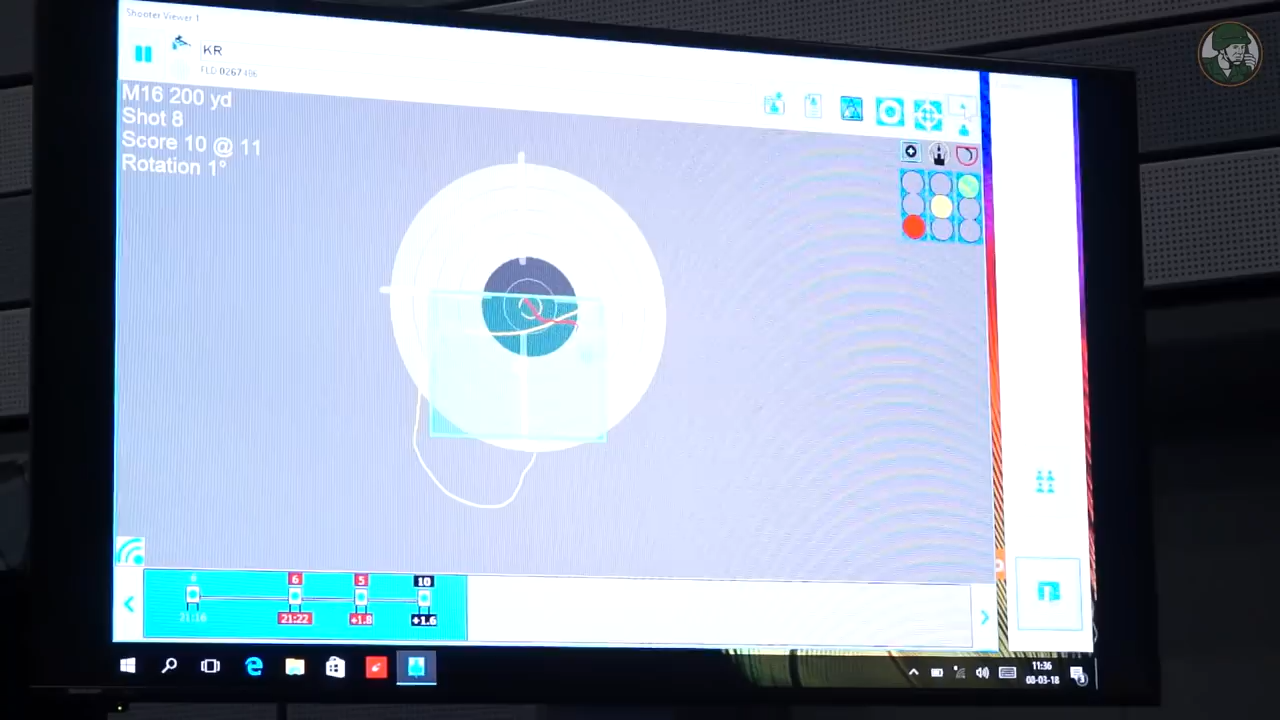 Shooter Viewer 1
KR
M16 200 yd
Shot 8
Score 10 @ 11
Rotation 1°
6 5 10
21:22 +1.8 +1.6
11:36
08-03-18